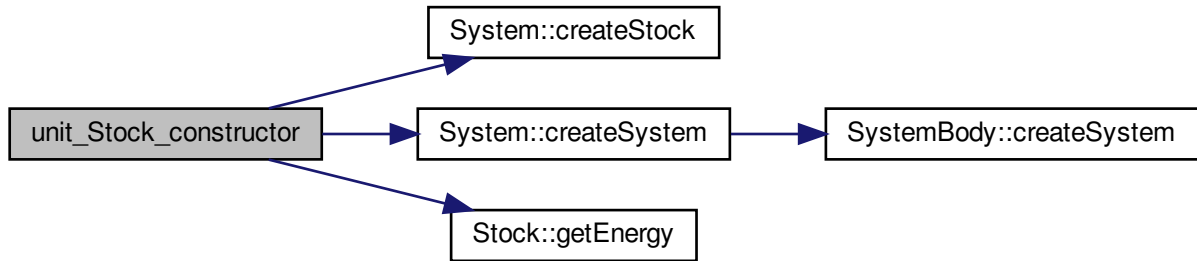 System::createStock
unit_Stock_constructor
System::createSystem
SystemBody::createSystem
Stock::getEnergy